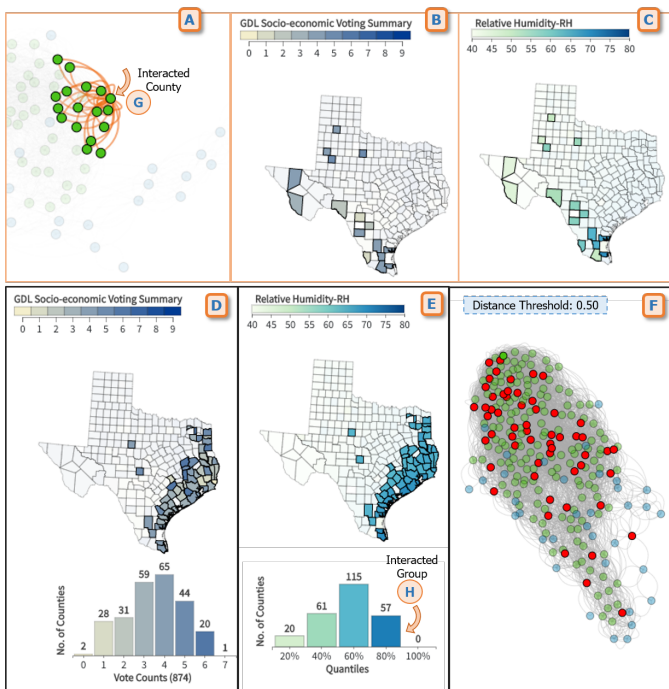 A
Interacted
County
G
B
GDL Socio-economic Voting Summary
0 1 2 3 4 5 6 7 8 9
C
Relative Humidity-RH
40 45 50 55 60 65 70 75 80
D
GDL Socio-economic Voting Summary
0 1 2 3 4 5 6 7 8 9
No. of Counties
2 28 31 59 65 44 20 1
0 1 2 3 4 5 6 7
Vote Counts (874)
E
Relative Humidity-RH
40 45 50 55 60 65 70 75 80
Interacted
Group
H
No. of Counties
20 61 115 57 0
20% 40% 60% 80% 100%
Quantiles
F
Distance Threshold: 0.50